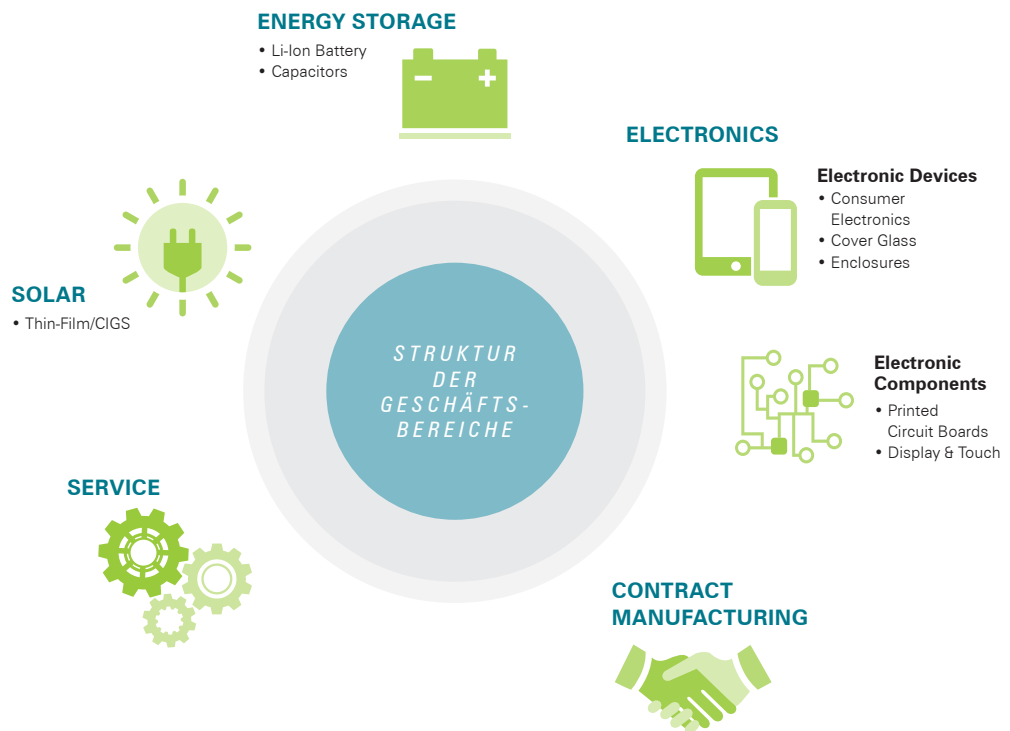 ENERGY STORAGE
• Li-Ion Battery
• Capacitors
ELECTRONICS
Electronic Devices
• Consumer
Electronics
• Cover Glass
• Enclosures
Electronic
Components
• Printed
Circuit Boards
• Display & Touch
CONTRACT
MANUFACTURING
SERVICE
SOLAR
• Thin-Film/CIGS
STRUKTUR
DER
GESCHÄFTS-
BEREICHE